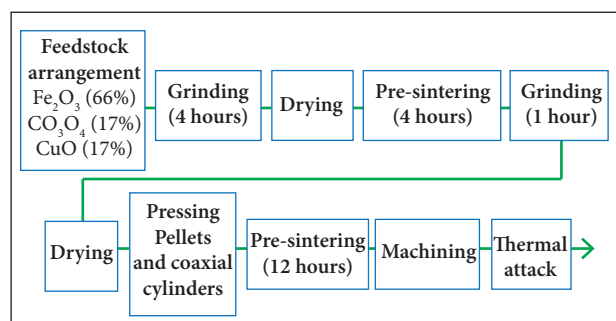 Feedstock
arrangement
Fe₂O₃ (66%)
CO₃O₄ (17%)
CuO (17%)
Grinding
(4 hours)
Drying
Pre-sintering
(4 hours)
Grinding
(1 hour)
Drying
Pressing
Pellets
and coaxial
cylinders
Pre-sintering
(12 hours)
Machining
Thermal
attack